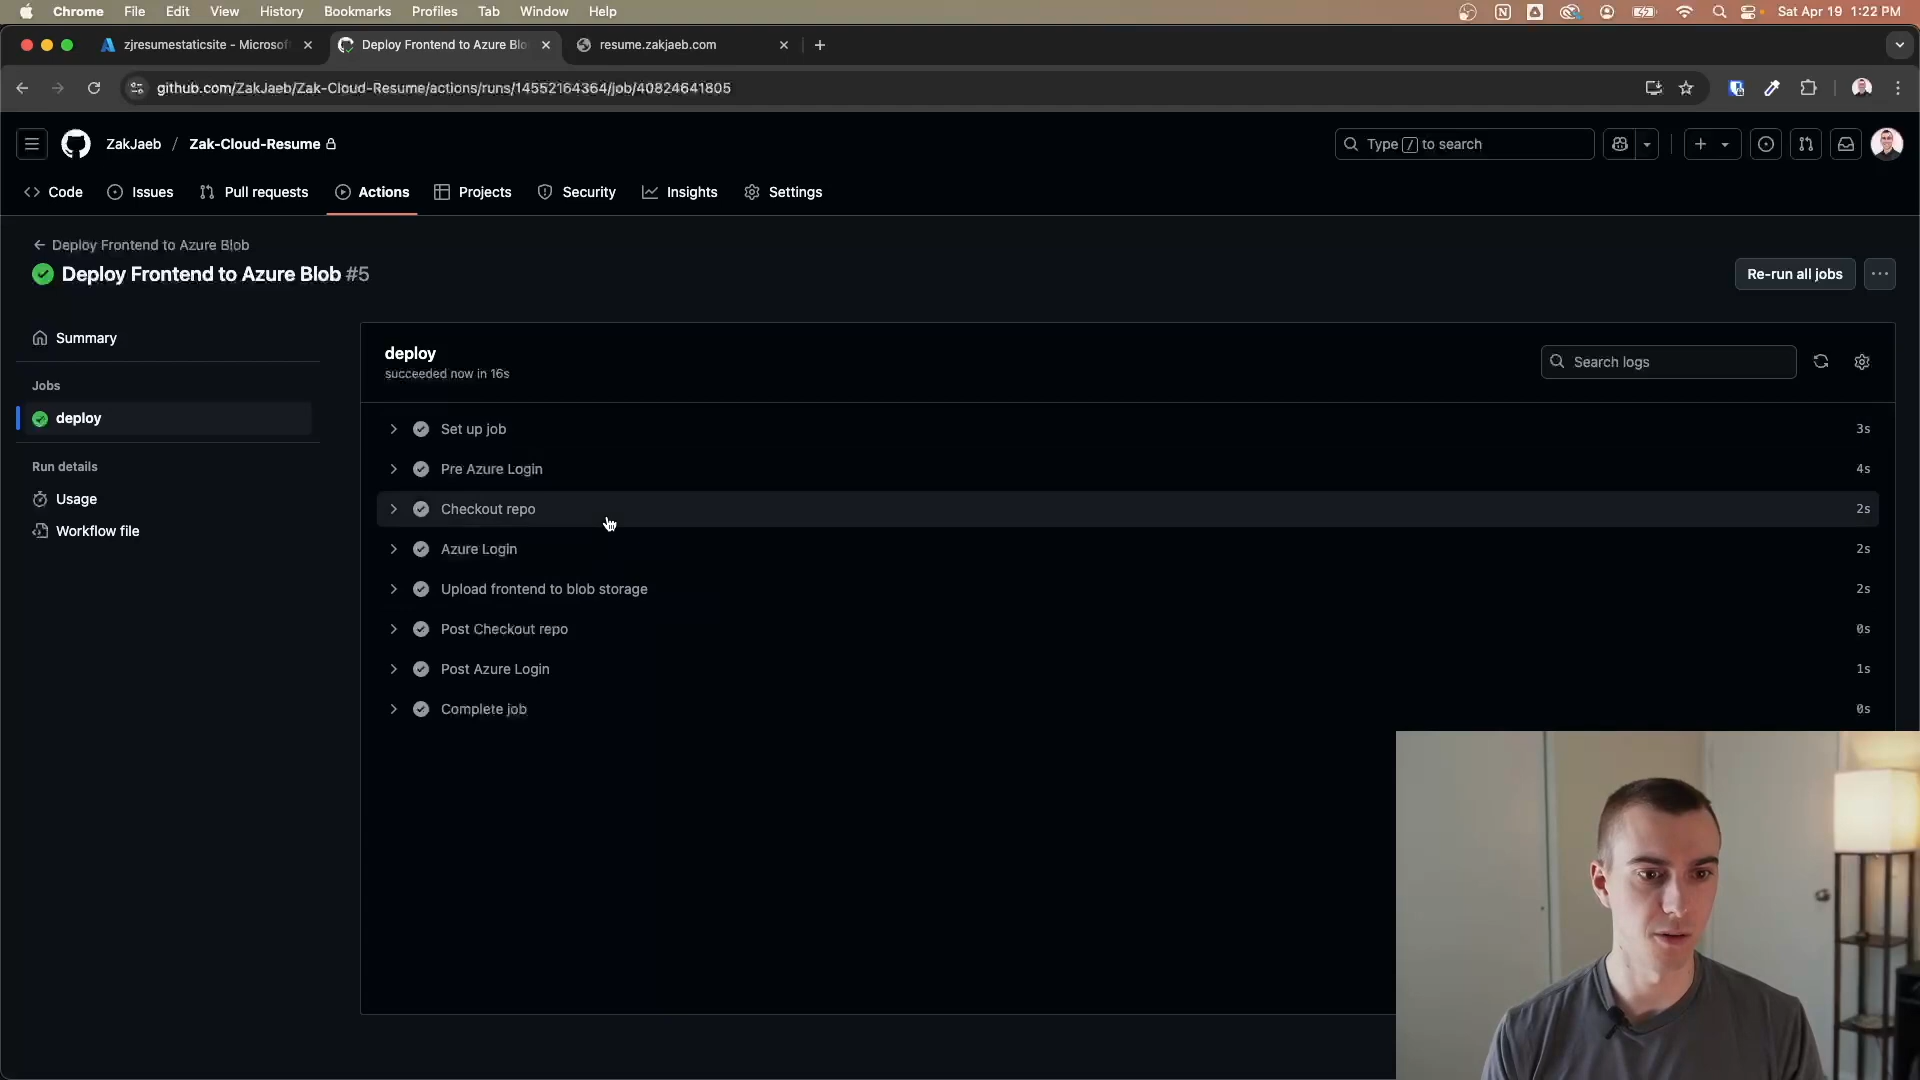 Chrome File Edit View History Bookmarks Profiles Tab Window Help
Sat Apr 19 1:22 PM
zjresumestaticsite - Microsof
Deploy Frontend to Azure Blo
resume.zakjaeb.com
github.com/ZakJaeb/Zak-Cloud-Resume/actions/runs/14552164364/job/40824641805
ZakJaeb / Zak-Cloud-Resume
Type / to search
Code Issues Pull requests Actions Projects Security Insights Settings
Deploy Frontend to Azure Blob
Deploy Frontend to Azure Blob #5
Re-run all jobs
Summary
Jobs
deploy
Run details
Usage
Workflow file
deploy
succeeded now in 16s
Search logs
Set up job 3s
Pre Azure Login 4s
Checkout repo 2s
Azure Login 2s
Upload frontend to blob storage 2s
Post Checkout repo 0s
Post Azure Login 1s
Complete job 0s